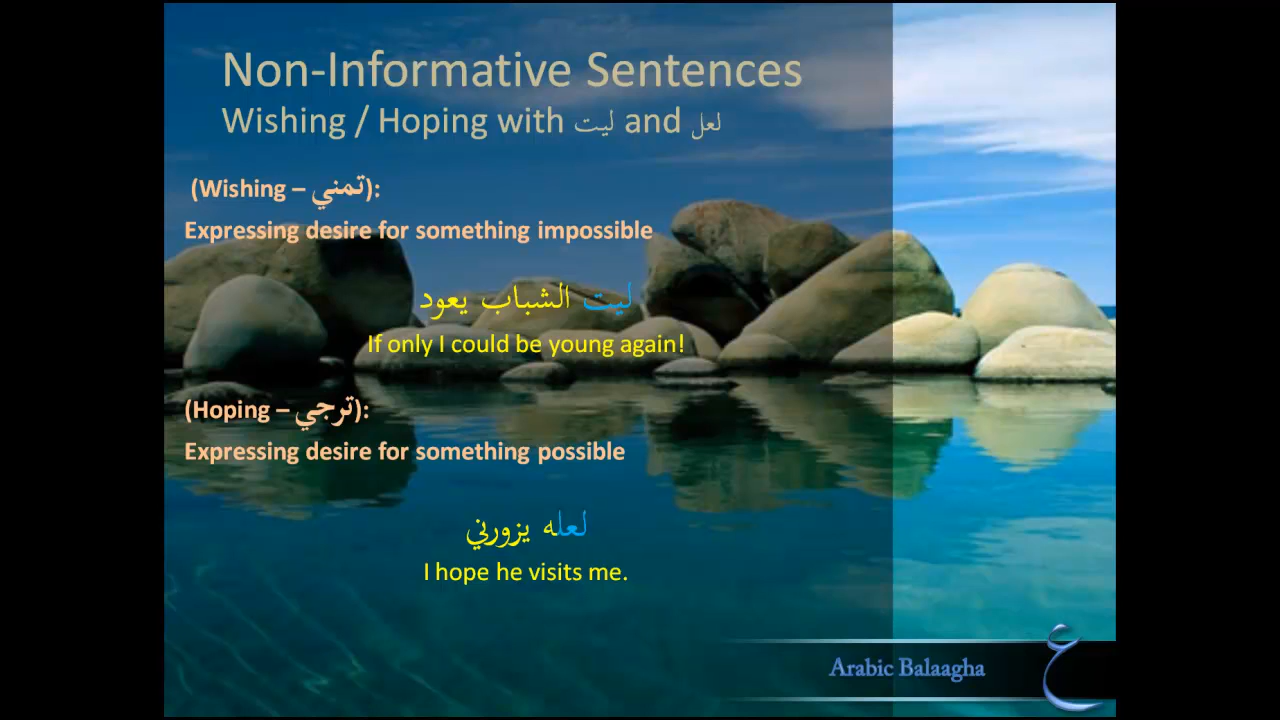 Non-Informative Sentences
Wishing / Hoping with ليت and لعل
(Wishing – تمني):
Expressing desire for something impossible
ليت الشباب يعود
If only I could be young again!
(Hoping – ترجي):
Expressing desire for something possible
لعله يزورني
I hope he visits me.
Arabic Balaagha
ع